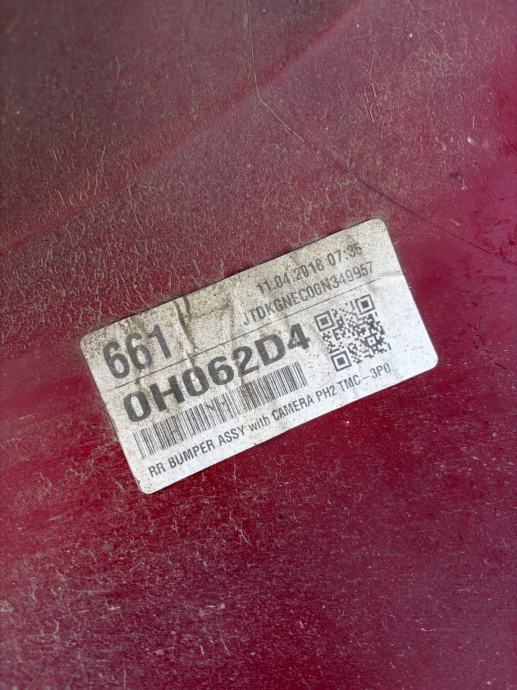 11.04.2018 07:35
661 JTDKGNEC00N349957
0H062D4
RR BUMPER ASSY with CAMERA PH2 TMC - 3P0